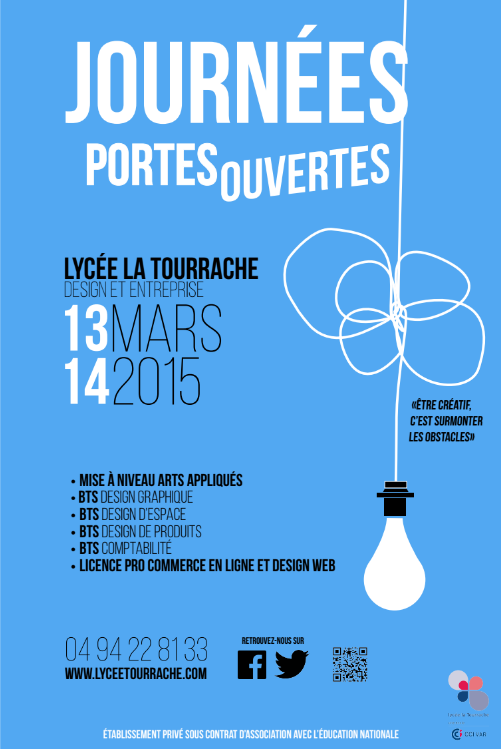 JOURNÉES
PORTES OUVERTES
LYCÉE LA TOURRACHE
DESIGN ET ENTREPRISE
13 MARS
14 2015
«ÊTRE CRÉATIF,
C'EST SURMONTER
LES OBSTACLES»
• MISE À NIVEAU ARTS APPLIQUÉS
• BTS DESIGN GRAPHIQUE
• BTS DESIGN D'ESPACE
• BTS DESIGN DE PRODUITS
• BTS COMPTABILITÉ
• LICENCE PRO COMMERCE EN LIGNE ET DESIGN WEB
04 94 22 81 33
WWW.LYCEETOURRACHE.COM
RETROUVEZ-NOUS SUR
CCI VAR
ÉTABLISSEMENT PRIVÉ SOUS CONTRAT D'ASSOCIATION AVEC L'ÉDUCATION NATIONALE